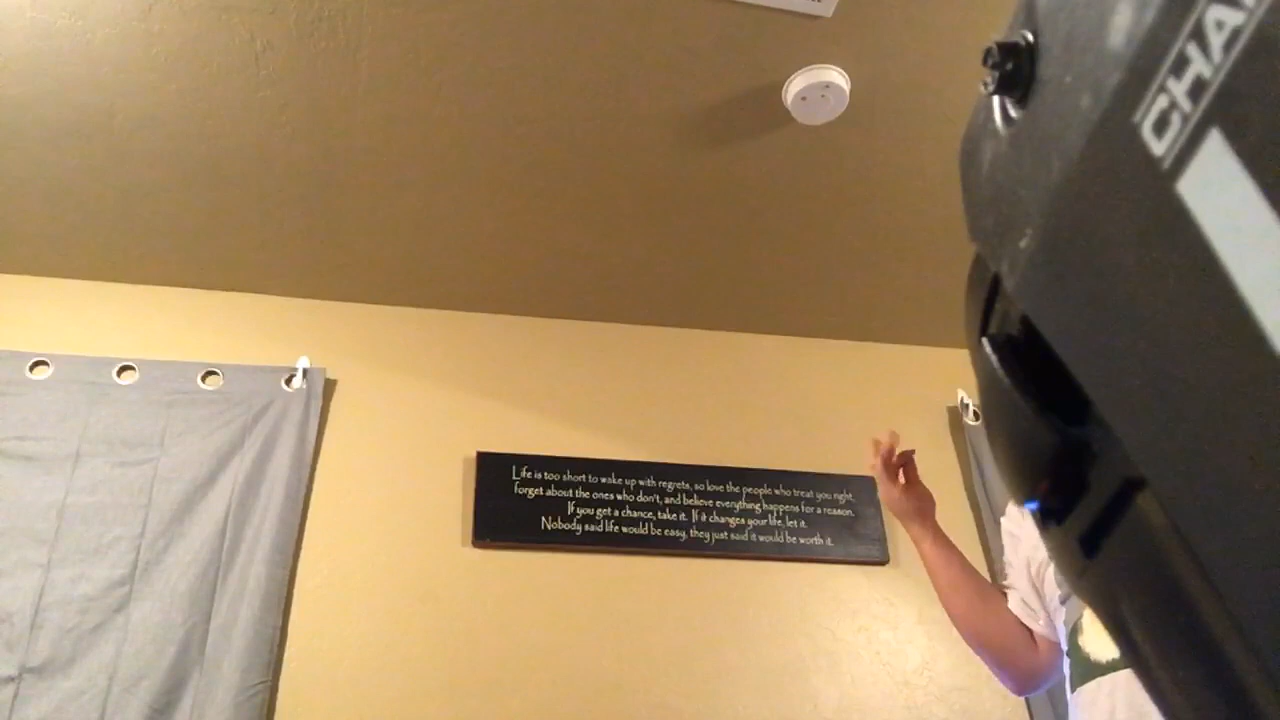 CHA
Life is too short to wake up with regrets, so love the people who treat you right,
forget about the ones who don't, and believe everything happens for a reason.
If you get a chance, take it. If it changes your life, let it.
Nobody said life would be easy, they just said it would be worth it.